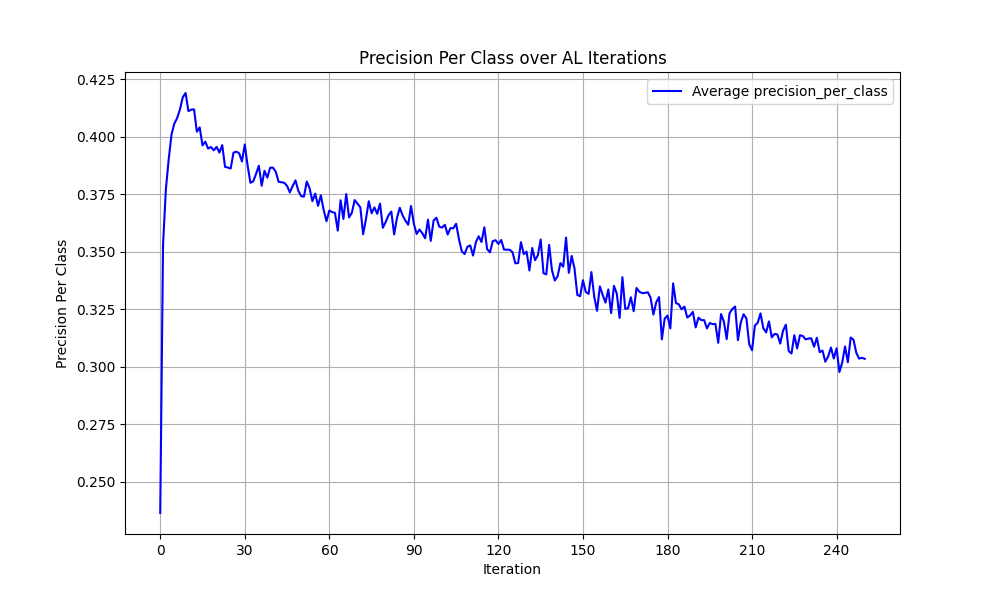 Precision Per Class over AL Iterations
Average precision_per_class
Precision Per Class
0.425
0.400
0.375
0.350
0.325
0.300
0.275
0.250
0 30 60 90 120 150 180 210 240
Iteration